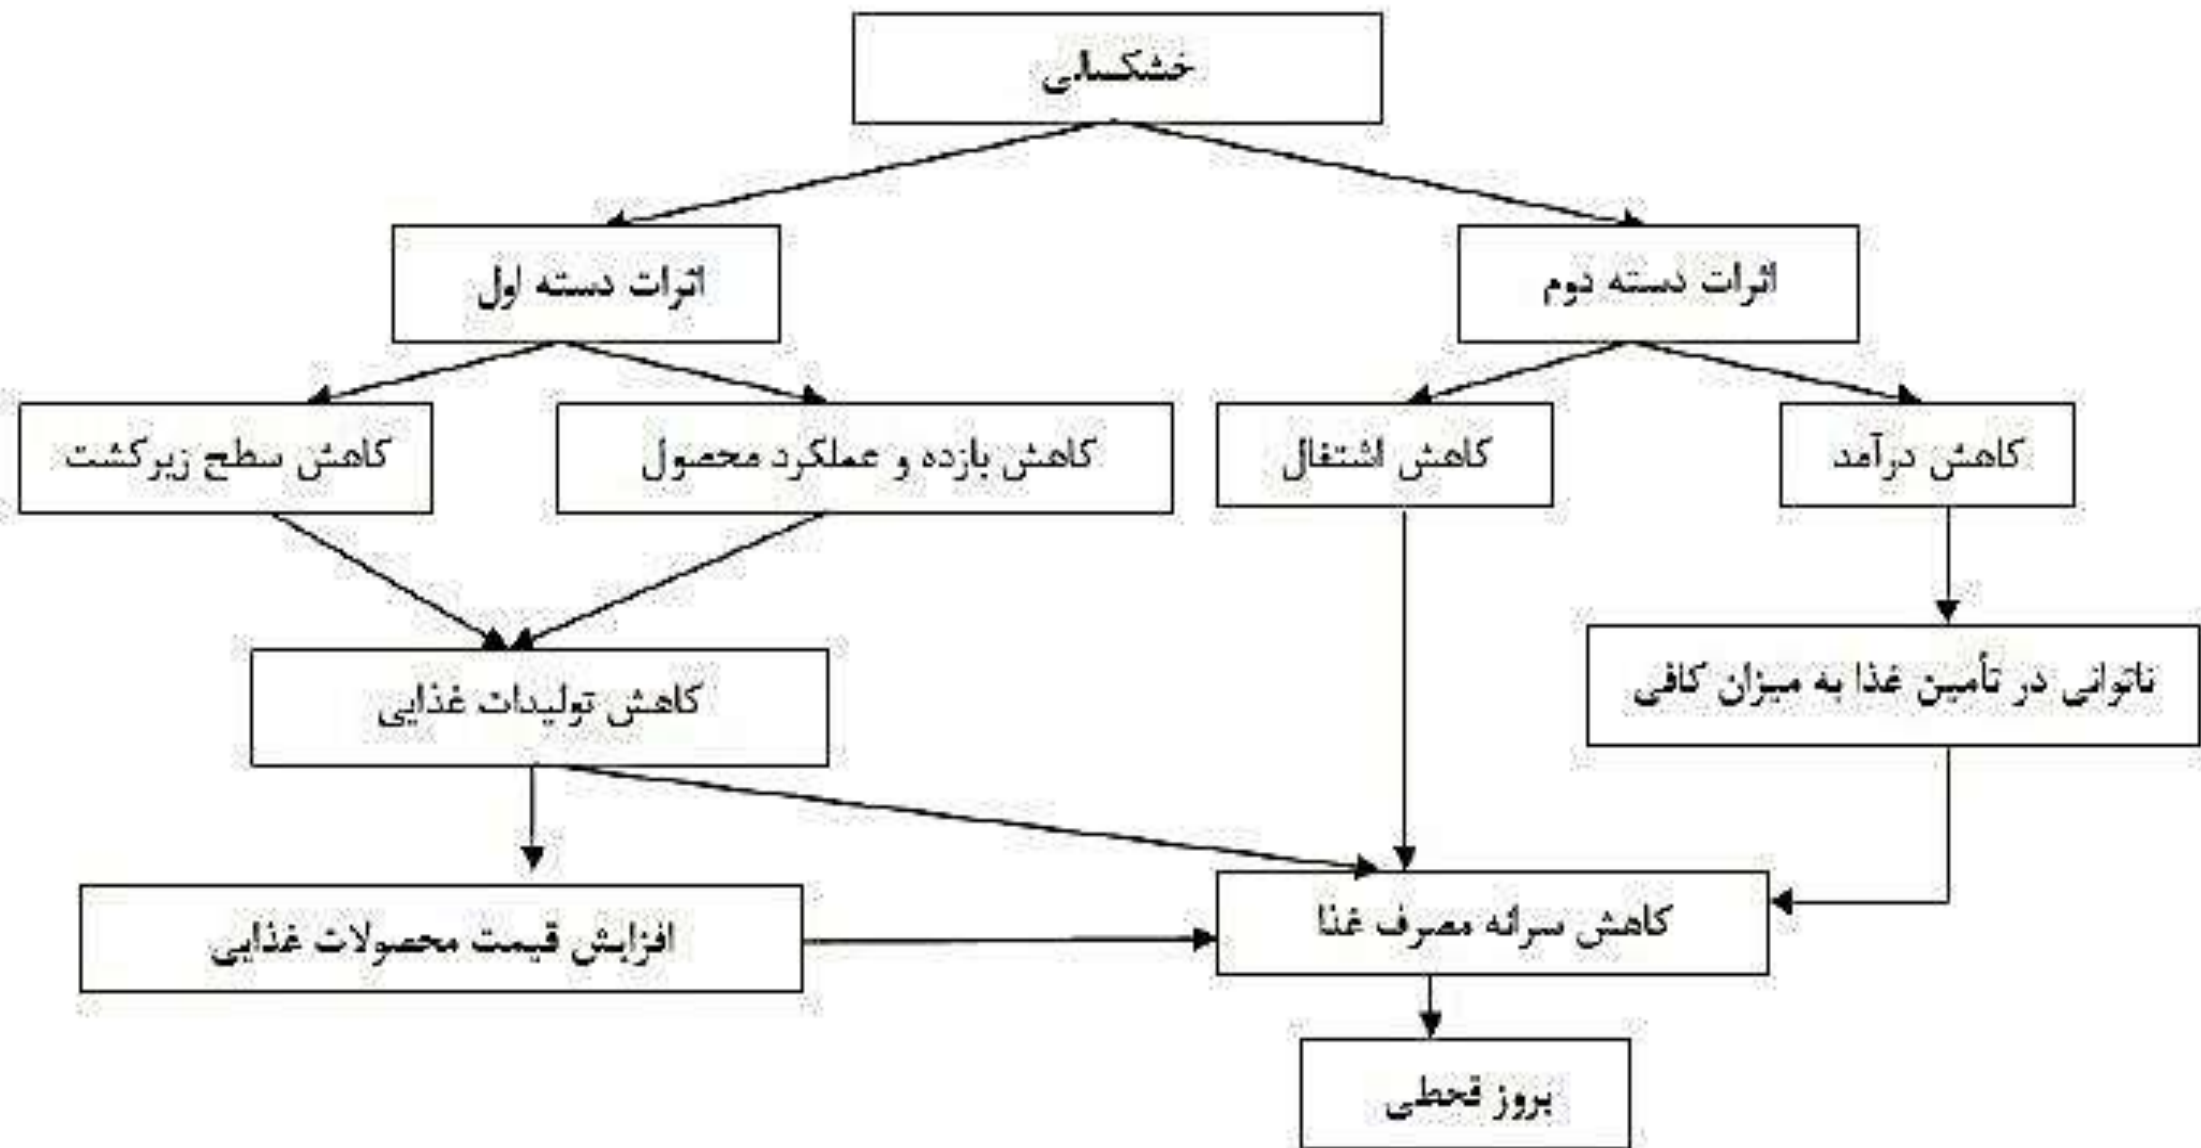 خشکسالی
اثرات دسته دوم
اثرات دسته اول
کاهش درآمد
کاهش اشتغال
کاهش بازده و عملکرد محصول
کاهش سطح زیرکشت
ناتوانی در تأمین غذا به میزان کافی
کاهش تولیدات غذایی
کاهش سرانه مصرف غذا
افزایش قیمت محصولات غذایی
بروز قحطی